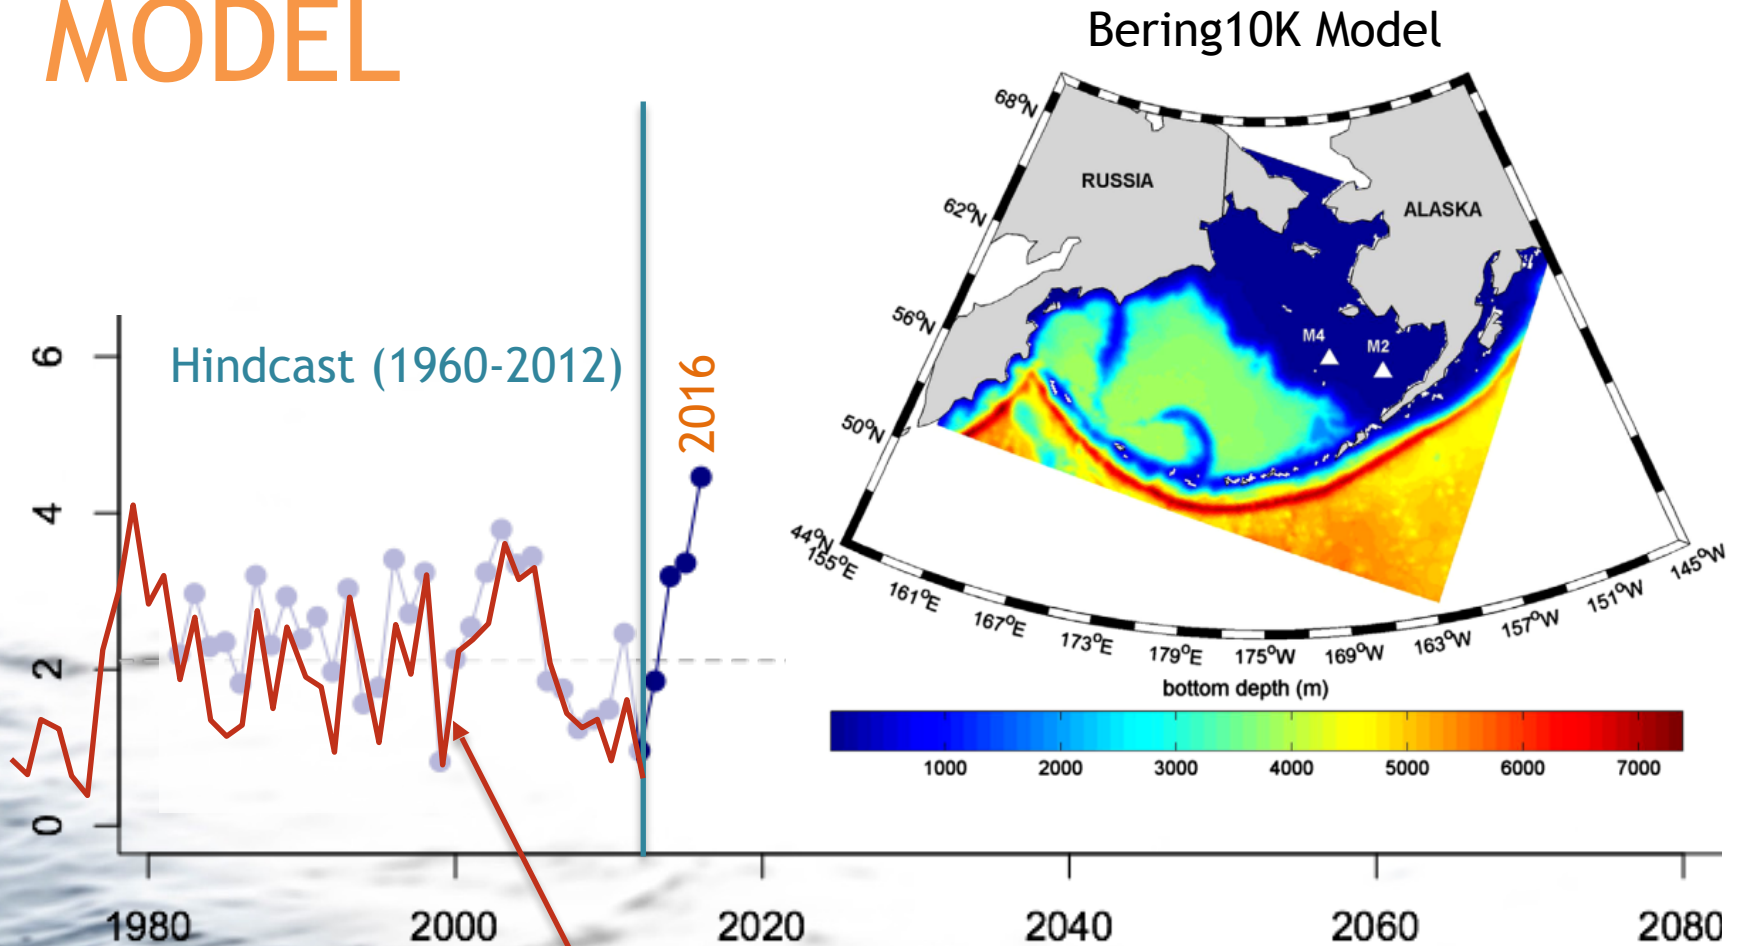 MODEL
Bering10K Model
68°N
62°N
56°N
50°N
44°N
155°E
161°E
167°E
173°E
179°E
175°W
169°W
163°W
157°W
151°W
145°W
RUSSIA
ALASKA
M4
M2
bottom depth (m)
1000 2000 3000 4000 5000 6000 7000
Hindcast (1960-2012)
2016
6
4
2
0
1980 2000 2020 2040 2060 2080